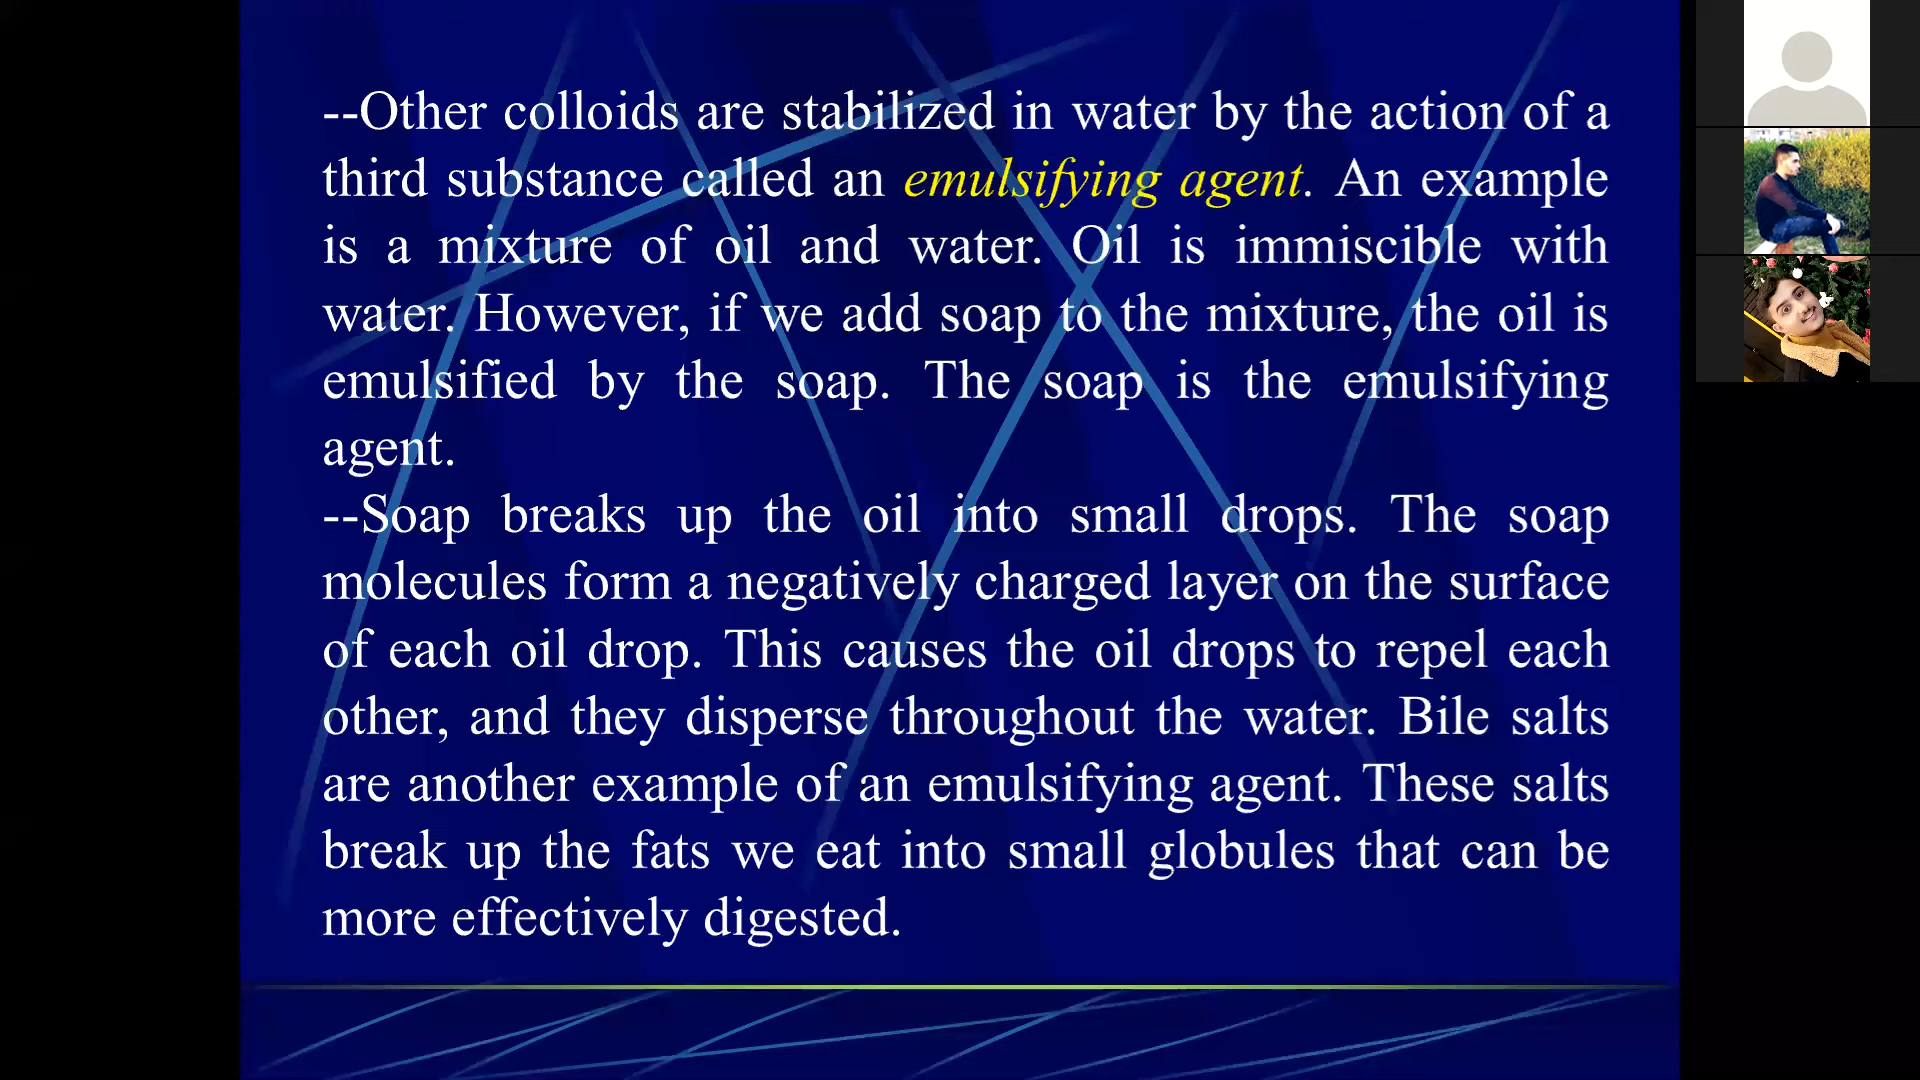 --Other colloids are stabilized in water by the action of a
third substance called an emulsifying agent. An example
is a mixture of oil and water. Oil is immiscible with
water. However, if we add soap to the mixture, the oil is
emulsified by the soap. The soap is the emulsifying
agent.
--Soap breaks up the oil into small drops. The soap
molecules form a negatively charged layer on the surface
of each oil drop. This causes the oil drops to repel each
other, and they disperse throughout the water. Bile salts
are another example of an emulsifying agent. These salts
break up the fats we eat into small globules that can be
more effectively digested.